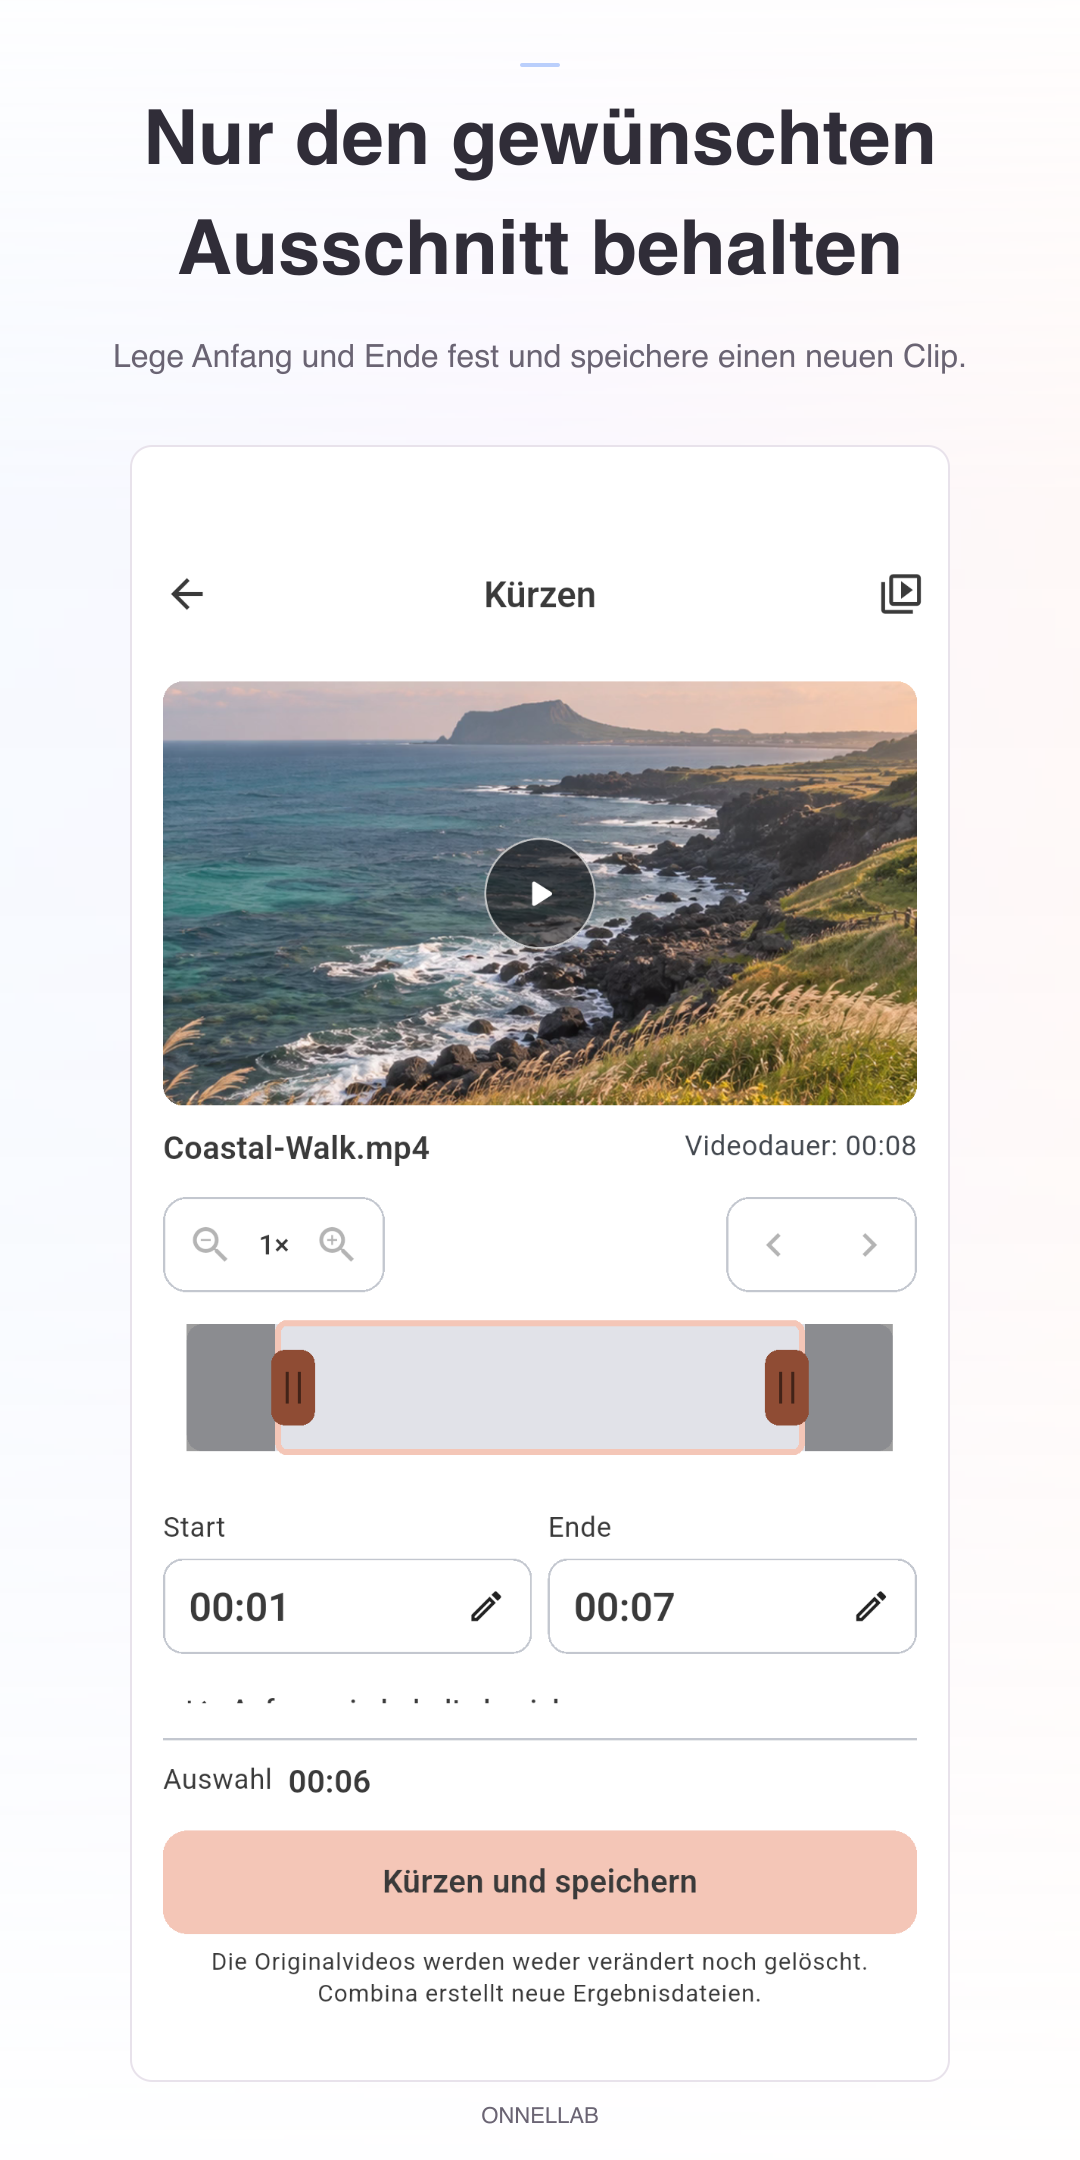 Nur den gewünschten
Ausschnitt behalten
Lege Anfang und Ende fest und speichere einen neuen Clip.
Kürzen
Coastal-Walk.mp4
Videodauer: 00:08
1×
Start
Ende
00:01
00:07
Auswahl 00:06
Kürzen und speichern
Die Originalvideos werden weder verändert noch gelöscht.
Combina erstellt neue Ergebnisdateien.
ONNELLAB